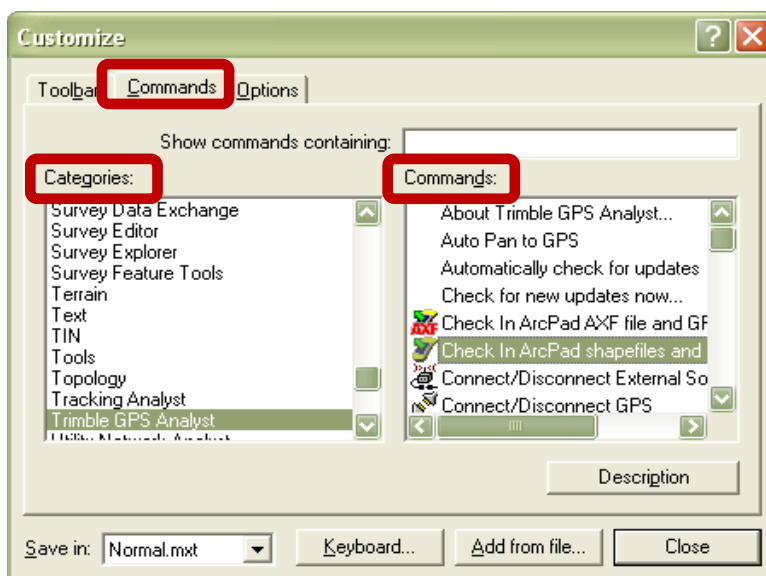 Customize
Commands
Options
Show commands containing:
Categories:
Commands:
Survey Data Exchange
Survey Editor
Survey Explorer
Survey Feature Tools
Terrain
Text
TIN
Tools
Topology
Tracking Analyst
Trimble GPS Analyst
About Trimble GPS Analyst...
Auto Pan to GPS
Automatically check for updates
Check for new updates now...
AXF
Check In ArcPad AXF file and
Check In ArcPad shapefiles and
Connect/Disconnect External
Connect/Disconnect GPS
Description
Save in:
Normal.mxt
Keyboard...
Add from file...
Close